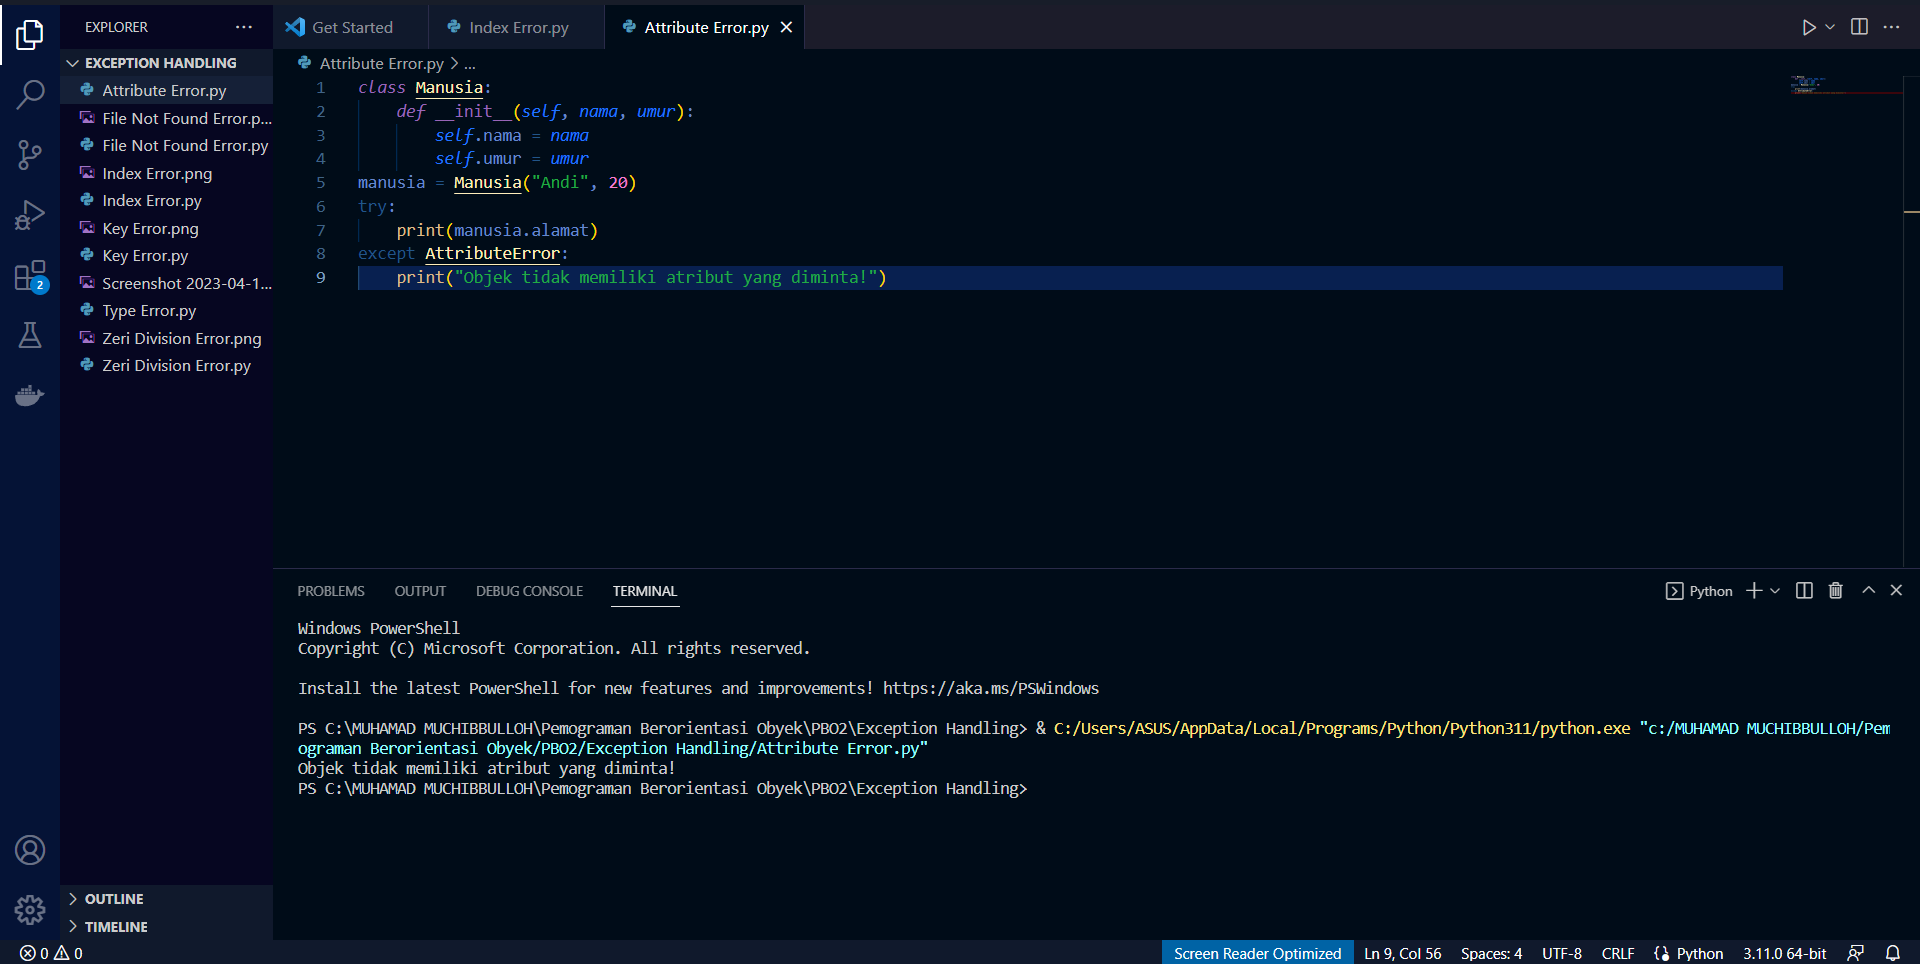 EXPLORER
EXCEPTION HANDLING
Attribute Error.py
File Not Found Error.p...
File Not Found Error.py
Index Error.png
Index Error.py
Key Error.png
Key Error.py
Screenshot 2023-04-1...
Type Error.py
Zeri Division Error.png
Zeri Division Error.py
2
OUTLINE
TIMELINE
Get Started
Index Error.py
Attribute Error.py
Attribute Error.py > ...
1 class Manusia:
2 def __init__(self, nama, umur):
3 self.nama = nama
4 self.umur = umur
5 manusia = Manusia("Andi", 20)
6 try:
7 print(manusia.alamat)
8 except AttributeError:
9 print("Objek tidak memiliki atribut yang diminta!")
PROBLEMS OUTPUT DEBUG CONSOLE TERMINAL
Python
Windows PowerShell
Copyright (C) Microsoft Corporation. All rights reserved.
Install the latest PowerShell for new features and improvements! https://aka.ms/PSWindows
PS C:\MUHAMAD MUCHIBBULLOH\Pemograman Berorientasi Obyek\PBO2\Exception Handling> & C:/Users/ASUS/AppData/Local/Programs/Python/Python311/python.exe "c:/MUHAMAD MUCHIBBULLOH/Pem
ograman Berorientasi Obyek/PBO2/Exception Handling/Attribute Error.py"
Objek tidak memiliki atribut yang diminta!
PS C:\MUHAMAD MUCHIBBULLOH\Pemograman Berorientasi Obyek\PBO2\Exception Handling>
0 0
Screen Reader Optimized Ln 9, Col 56 Spaces: 4 UTF-8 CRLF Python 3.11.0 64-bit